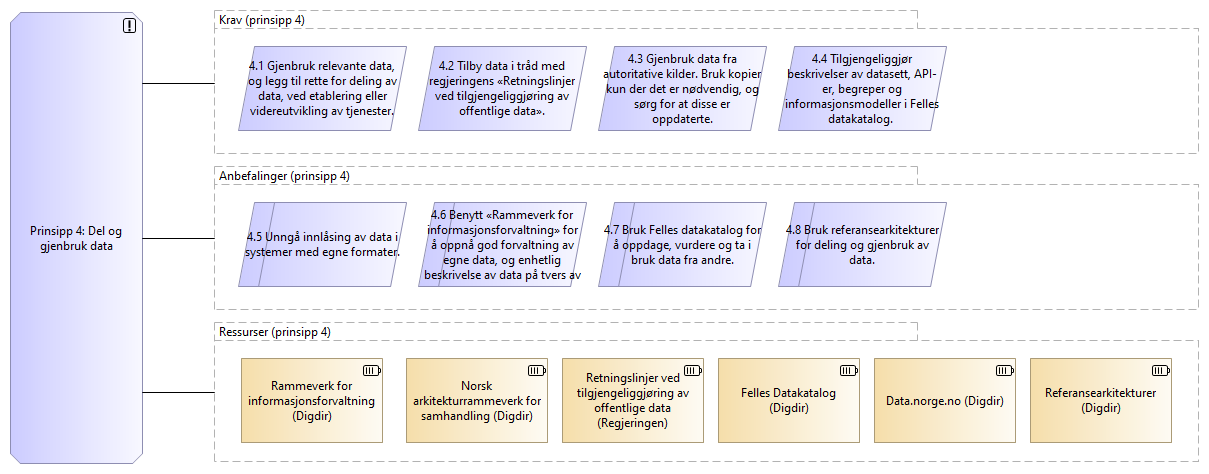 Prinsipp 4: Del og
gjenbruk data
Krav (prinsipp 4)
4.1 Gjenbruk relevante data,
og legg til rette for deling av
data, ved etablering eller
videreutvikling av tjenester.
4.2 Tilby data i tråd med
regjeringens «Retningslinjer
ved tilgjengeliggjøring av
offentlige data».
4.3 Gjenbruk data fra
autoritative kilder. Bruk kopier
kun der det er nødvendig, og
sørg for at disse er
oppdaterte.
4.4 Tilgjengeliggjør
beskrivelser av datasett, API-
er, begreper og
informasjonsmodeller i Felles
datakatalog.
Anbefalinger (prinsipp 4)
4.5 Unngå innlåsing av data i
systemer med egne formater.
4.6 Benytt «Rammeverk for
informasjonsforvaltning» for
å oppnå god forvaltning av
egne data, og enhetlig
beskrivelse av data på tvers av
4.7 Bruk Felles datakatalog for
å oppdage, vurdere og ta i
bruk data fra andre.
4.8 Bruk referansearkitekturer
for deling og gjenbruk av
data.
Ressurser (prinsipp 4)
Rammeverk for
informasjonsforvaltning
(Digdir)
Norsk
arkitekturrammeverk for
samhandling (Digdir)
Retningslinjer ved
tilgjengeliggjøring av
offentlige data
(Regjeringen)
Felles Datakatalog
(Digdir)
Data.norge.no (Digdir)
Referansearkitekturer
(Digdir)